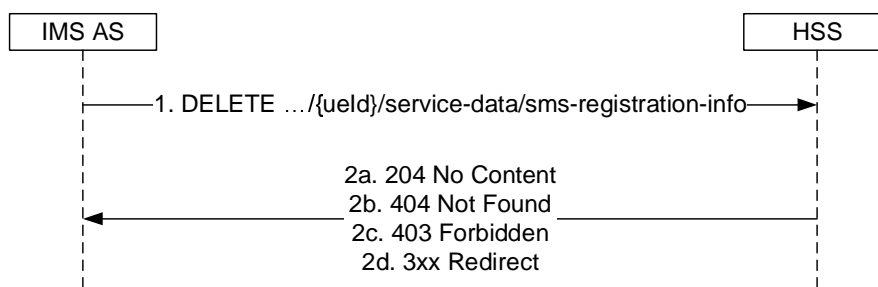 IMS AS
HSS
1. DELETE …/{ueId}/service-data/sms-registration-info
2a. 204 No Content
2b. 404 Not Found
2c. 403 Forbidden
2d. 3xx Redirect